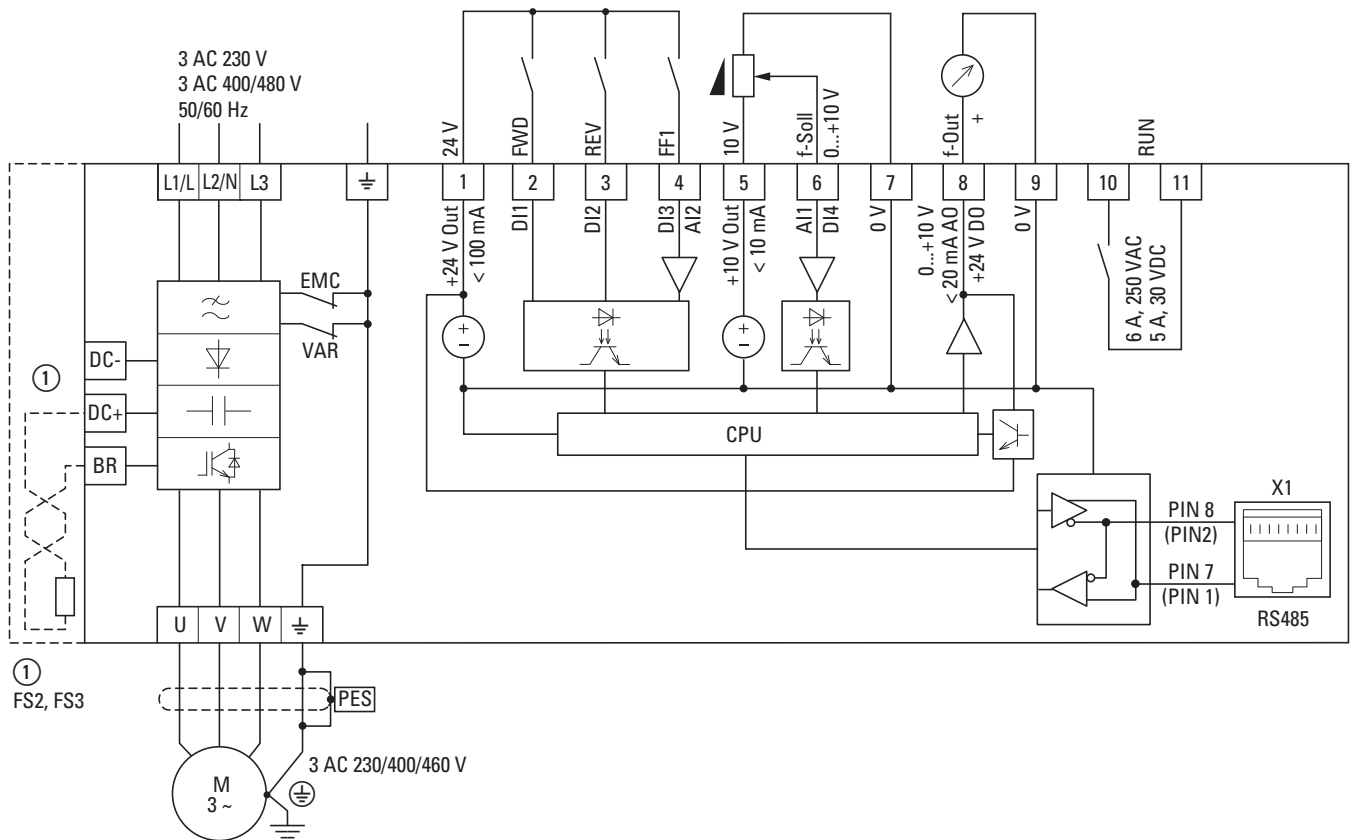 3 AC 230 V
3 AC 400/480 V
50/60 Hz
24 V
FWD
REV
FF1
10 V
f-Soll
0...+10 V
f-Out
+
RUN
L1/L
L2/N
L3
1
2
3
4
5
6
7
8
9
10
11
+24 V Out
< 100 mA
DI1
DI2
DI3
AI2
+10 V Out
< 10 mA
AI1
DI4
0 V
0...+10 V
< 20 mA AO
+24 V DO
0 V
6 A, 250 VAC
5 A, 30 VDC
EMC
VAR
+
-
+
-
1
DC-
DC+
BR
CPU
X1
PIN 8
(PIN2)
PIN 7
(PIN 1)
RS485
U
V
W
1
FS2, FS3
PES
3 AC 230/400/460 V
M
3 ~